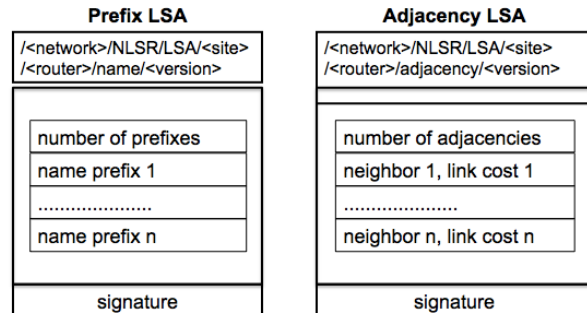 Prefix LSA
/<network>/NLSR/LSA/<site>
/<router>/name/<version>
number of prefixes
name prefix 1
.....................
name prefix n
signature
Adjacency LSA
/<network>/NLSR/LSA/<site>
/<router>/adjacency/<version>
number of adjacencies
neighbor 1, link cost 1
.....................
neighbor n, link cost n
signature